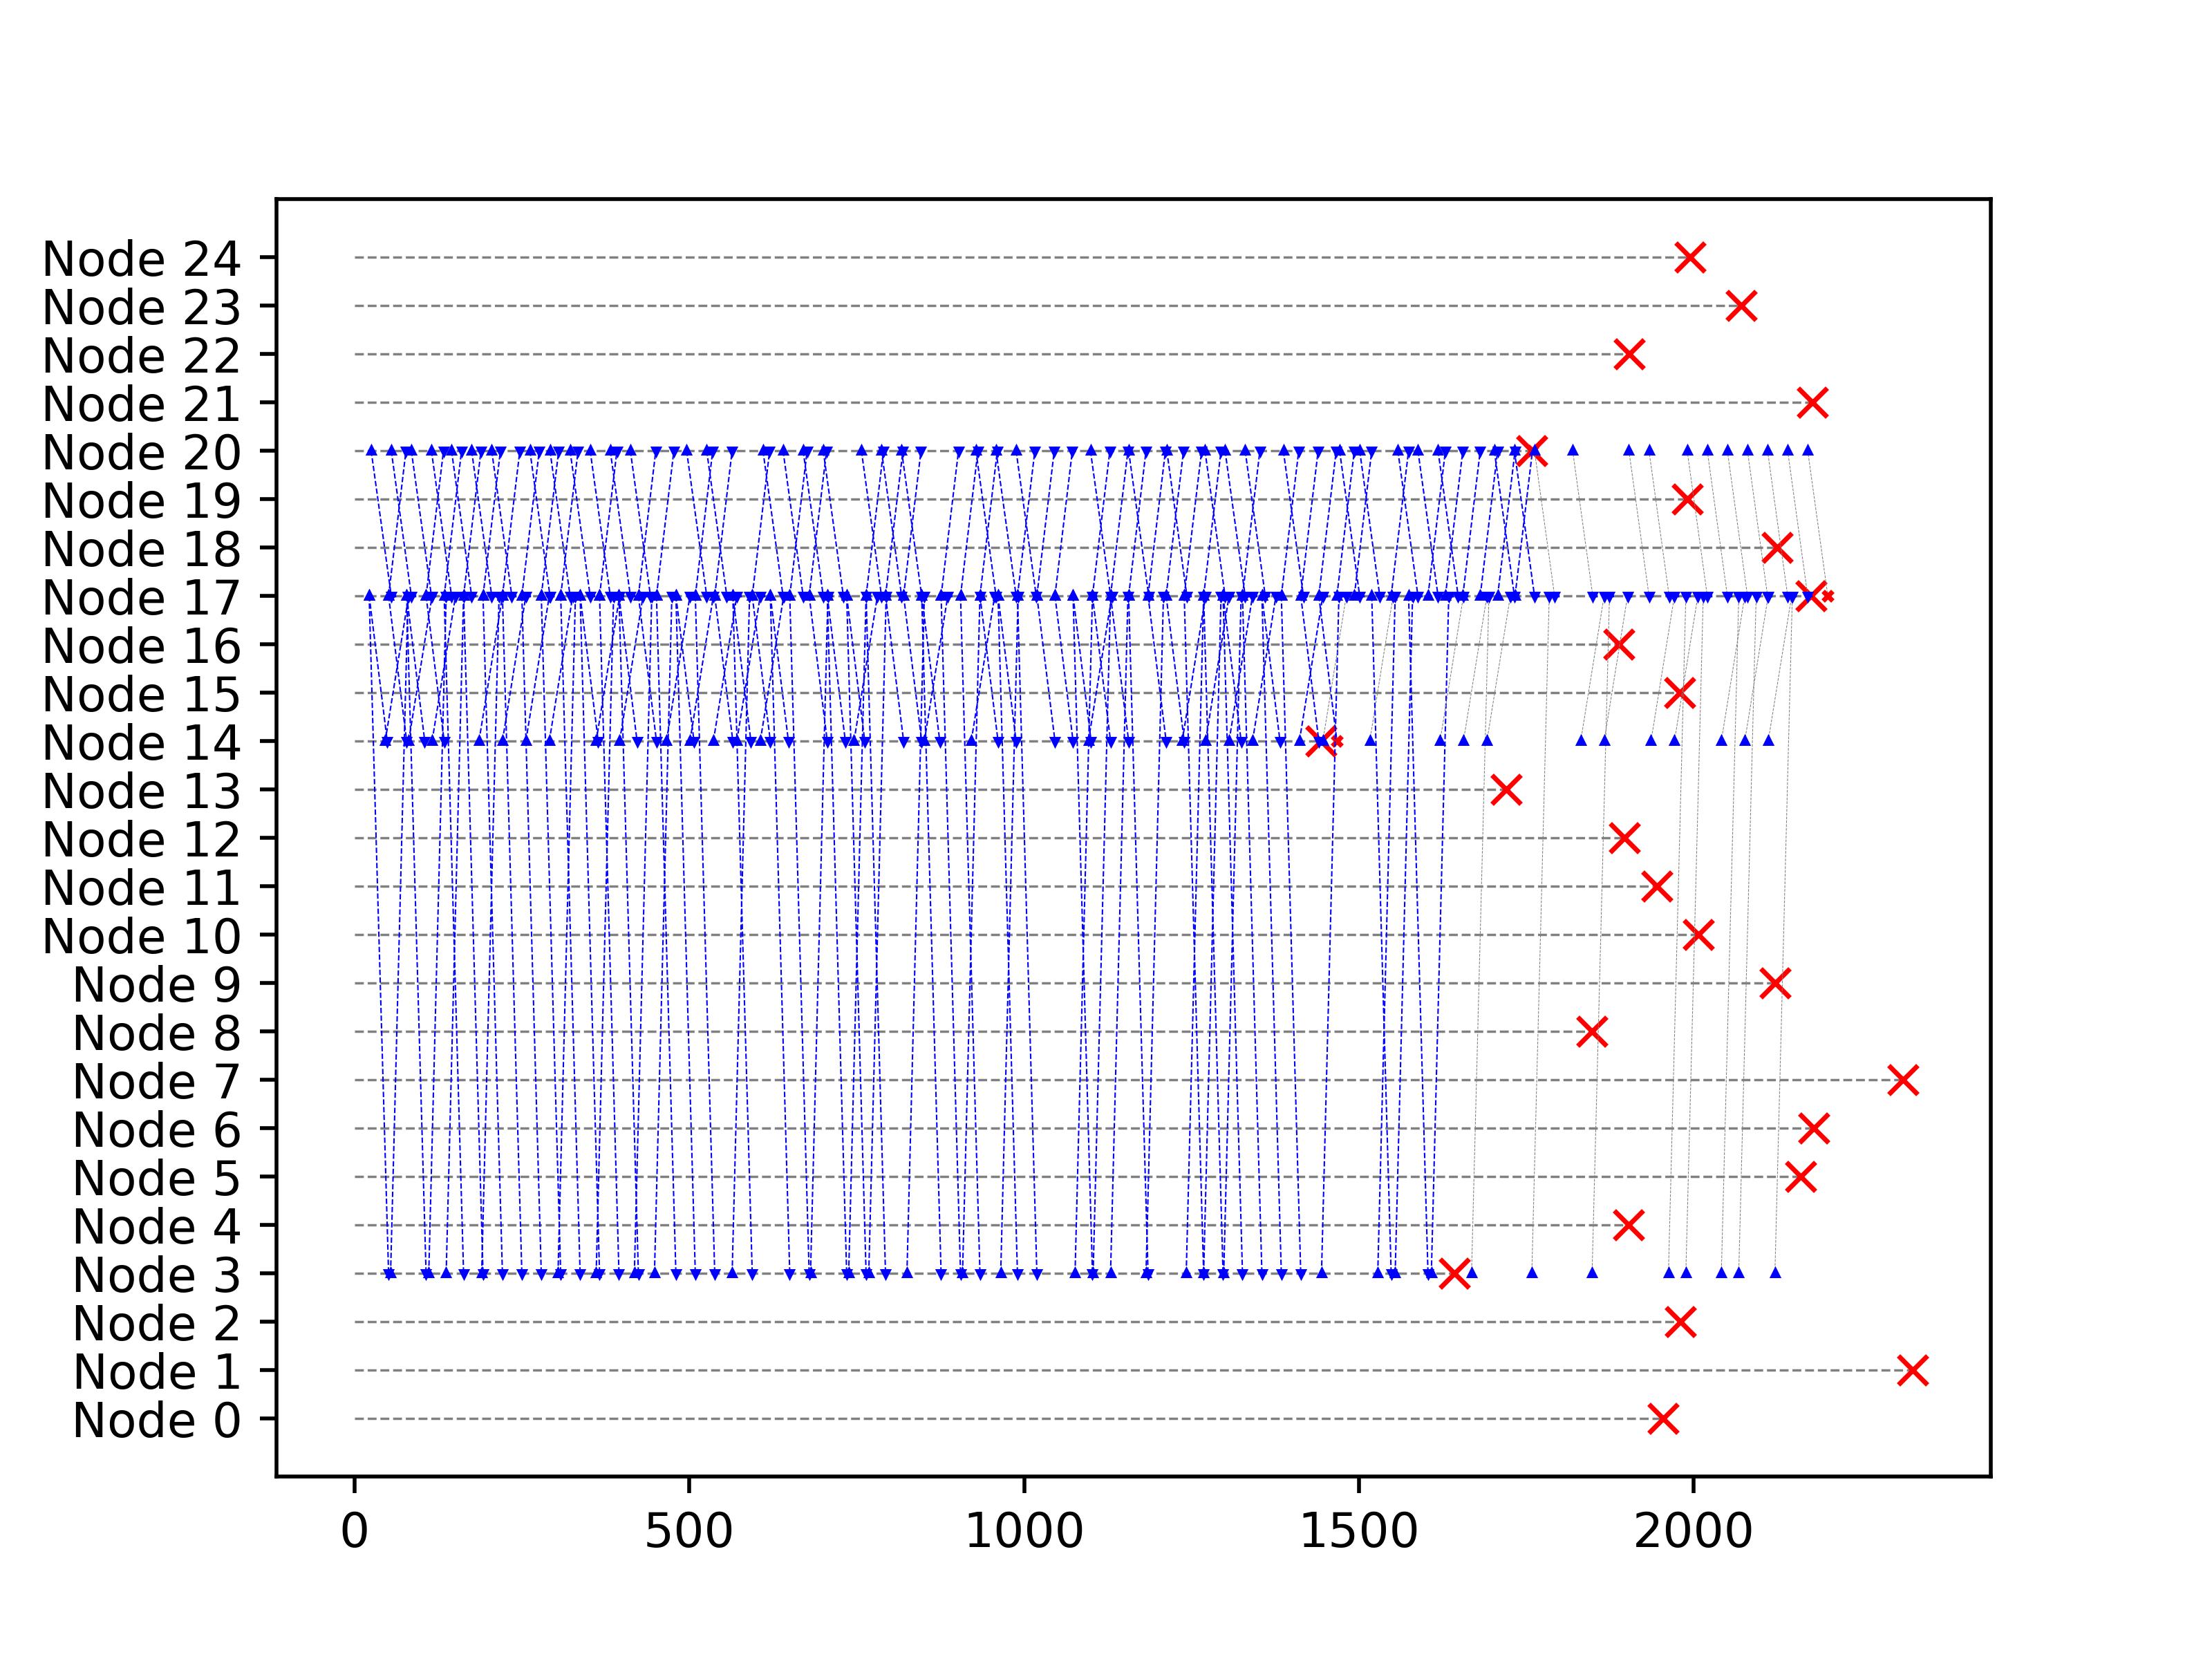 Node 24
Node 23
Node 22
Node 21
Node 20
Node 19
Node 18
Node 17
Node 16
Node 15
Node 14
Node 13
Node 12
Node 11
Node 10
Node 9
Node 8
Node 7
Node 6
Node 5
Node 4
Node 3
Node 2
Node 1
Node 0
0 500 1000 1500 2000